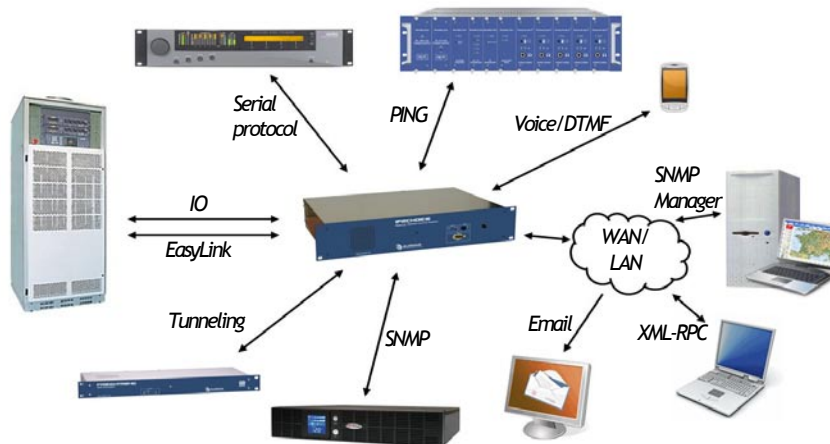 Serial
protocol
PING
Voice/DTMF
SNMP
Manager
IO
EasyLink
WAN/
LAN
Tunneling
SNMP
Email
XML-RPC